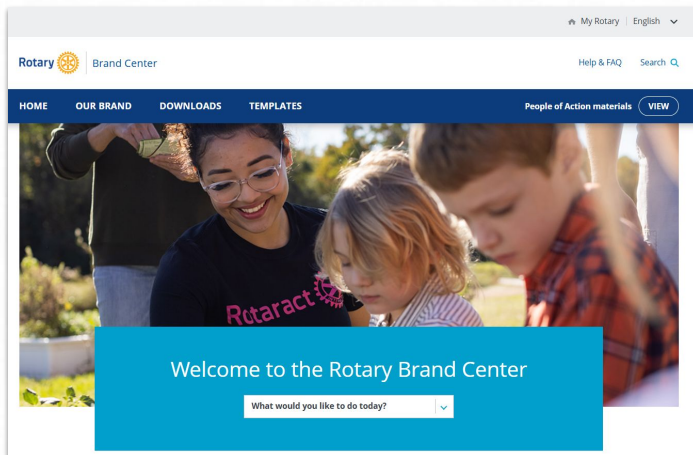 My Rotary English
Rotary Brand Center
Help & FAQ Search
HOME OUR BRAND DOWNLOADS TEMPLATES
People of Action materials VIEW
Rotaract
Welcome to the Rotary Brand Center
What would you like to do today?